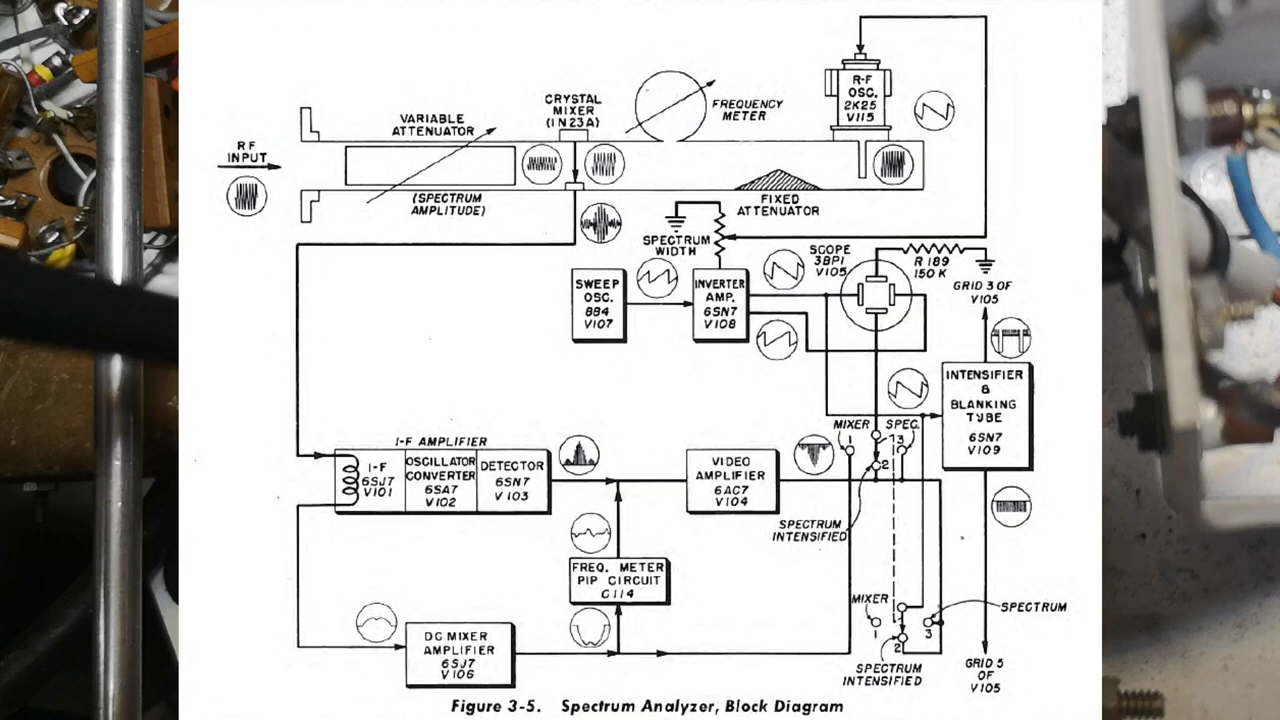 CRYSTAL
MIXER
(1N23A)
VARIABLE
ATTENUATOR
FREQUENCY
METER
R-F
OSC.
2K25
V115
RF
INPUT
(SPECTRUM
AMPLITUDE)
FIXED
ATTENUATOR
SPECTRUM
WIDTH
SCOPE
3BP1
V105
R189
150K
SWEEP
OSC.
884
V107
INVERTER
AMP.
6SN7
V108
GRID 3 OF
V105
INTENSIFIER
&
BLANKING
TUBE
6SN7
V109
MIXER
SPEC.
1
3
2
I-F AMPLIFIER
I-F
6SJ7
V101
OSCILLATOR
CONVERTER
6SA7
V102
DETECTOR
6SN7
V103
VIDEO
AMPLIFIER
6AC7
V104
SPECTRUM
INTENSIFIED
FREQ. METER
PIP CIRCUIT
C114
MIXER
1
SPECTRUM
3
2
DC MIXER
AMPLIFIER
6SJ7
V106
SPECTRUM
INTENSIFIED
GRID 5
OF
V105
Figure 3-5. Spectrum Analyzer, Block Diagram